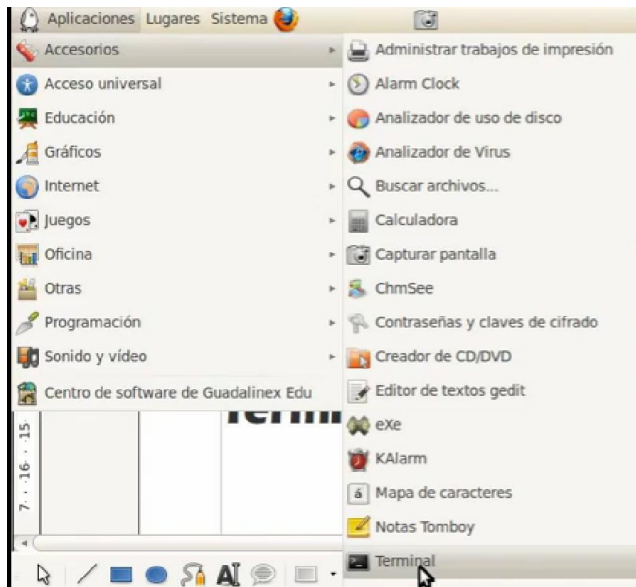 Aplicaciones Lugares Sistema
Accesorios
Acceso universal
Educación
Gráficos
Internet
Juegos
Oficina
Otras
Programación
Sonido y vídeo
Centro de software de Guadalinex Edu
Administrar trabajos de impresión
Alarm Clock
Analizador de uso de disco
Analizador de Virus
Buscar archivos...
Calculadora
Capturar pantalla
ChmSee
Contraseñas y claves de cifrado
Creador de CD/DVD
Editor de textos gedit
eXe
KAlarm
Mapa de caracteres
Notas Tomboy
Terminal
15
16